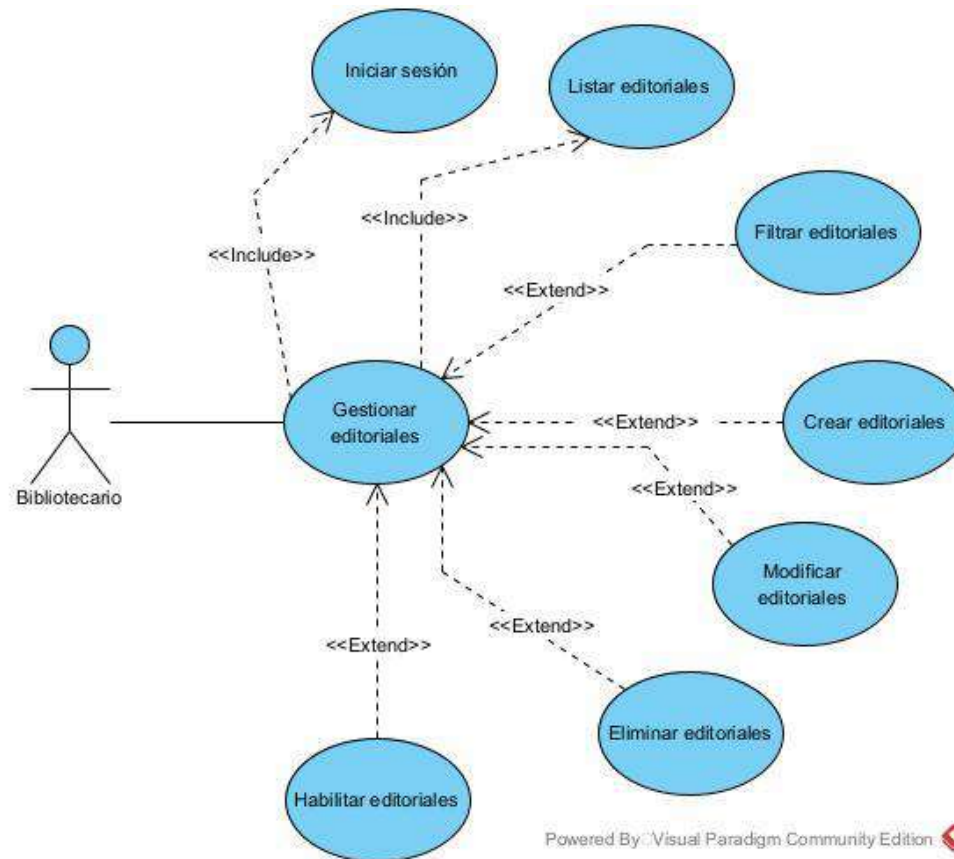 Iniciar sesión
Listar editoriales
<<Include>>
<<Include>>
Filtrar editoriales
<<Extend>>
Gestionar
editoriales
<<Extend>>
Crear editoriales
Bibliotecario
<<Extend>>
Modificar
editoriales
<<Extend>>
<<Extend>>
Eliminar editoriales
Habilitar editoriales
Powered By Visual Paradigm Community Edition